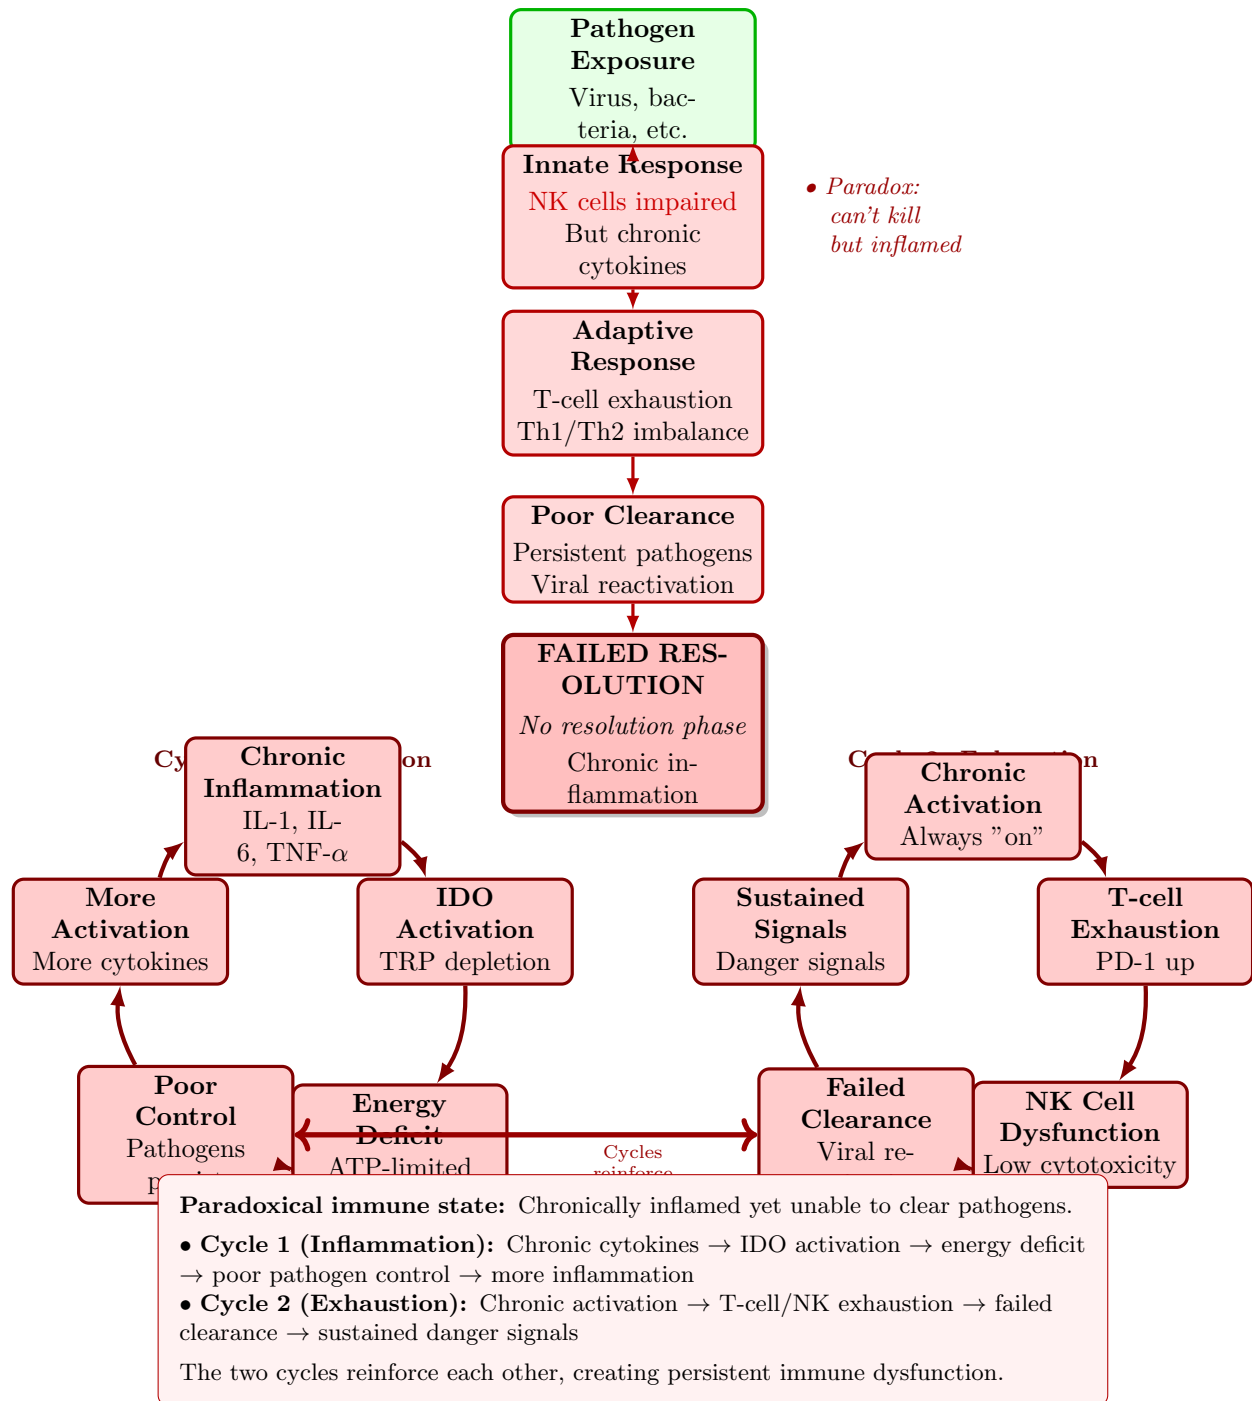 Pathogen
Exposure
Virus, bac-
teria, etc.
Innate Response
NK cells impaired
But chronic
cytokines
• Paradox:
can't kill
but inflamed
Adaptive
Response
T-cell exhaustion
Th1/Th2 imbalance
Poor Clearance
Persistent pathogens
Viral reactivation
FAILED RES-
OLUTION
No resolution phase
Chronic in-
flammation
Chronic
Inflammation
IL-1, IL-
6, TNF-α
More
Activation
More cytokines
IDO
Activation
TRP depletion
Poor
Control
Pathogens
Energy
Deficit
ATP-limited
Chronic
Activation
Always "on"
Sustained
Signals
Danger signals
T-cell
Exhaustion
PD-1 up
Failed
Clearance
Viral re-
NK Cell
Dysfunction
Low cytotoxicity
Cycles
reinforce
Paradoxical immune state: Chronically inflamed yet unable to clear pathogens.
• Cycle 1 (Inflammation): Chronic cytokines → IDO activation → energy deficit
→ poor pathogen control → more inflammation
• Cycle 2 (Exhaustion): Chronic activation → T-cell/NK exhaustion → failed
clearance → sustained danger signals
The two cycles reinforce each other, creating persistent immune dysfunction.